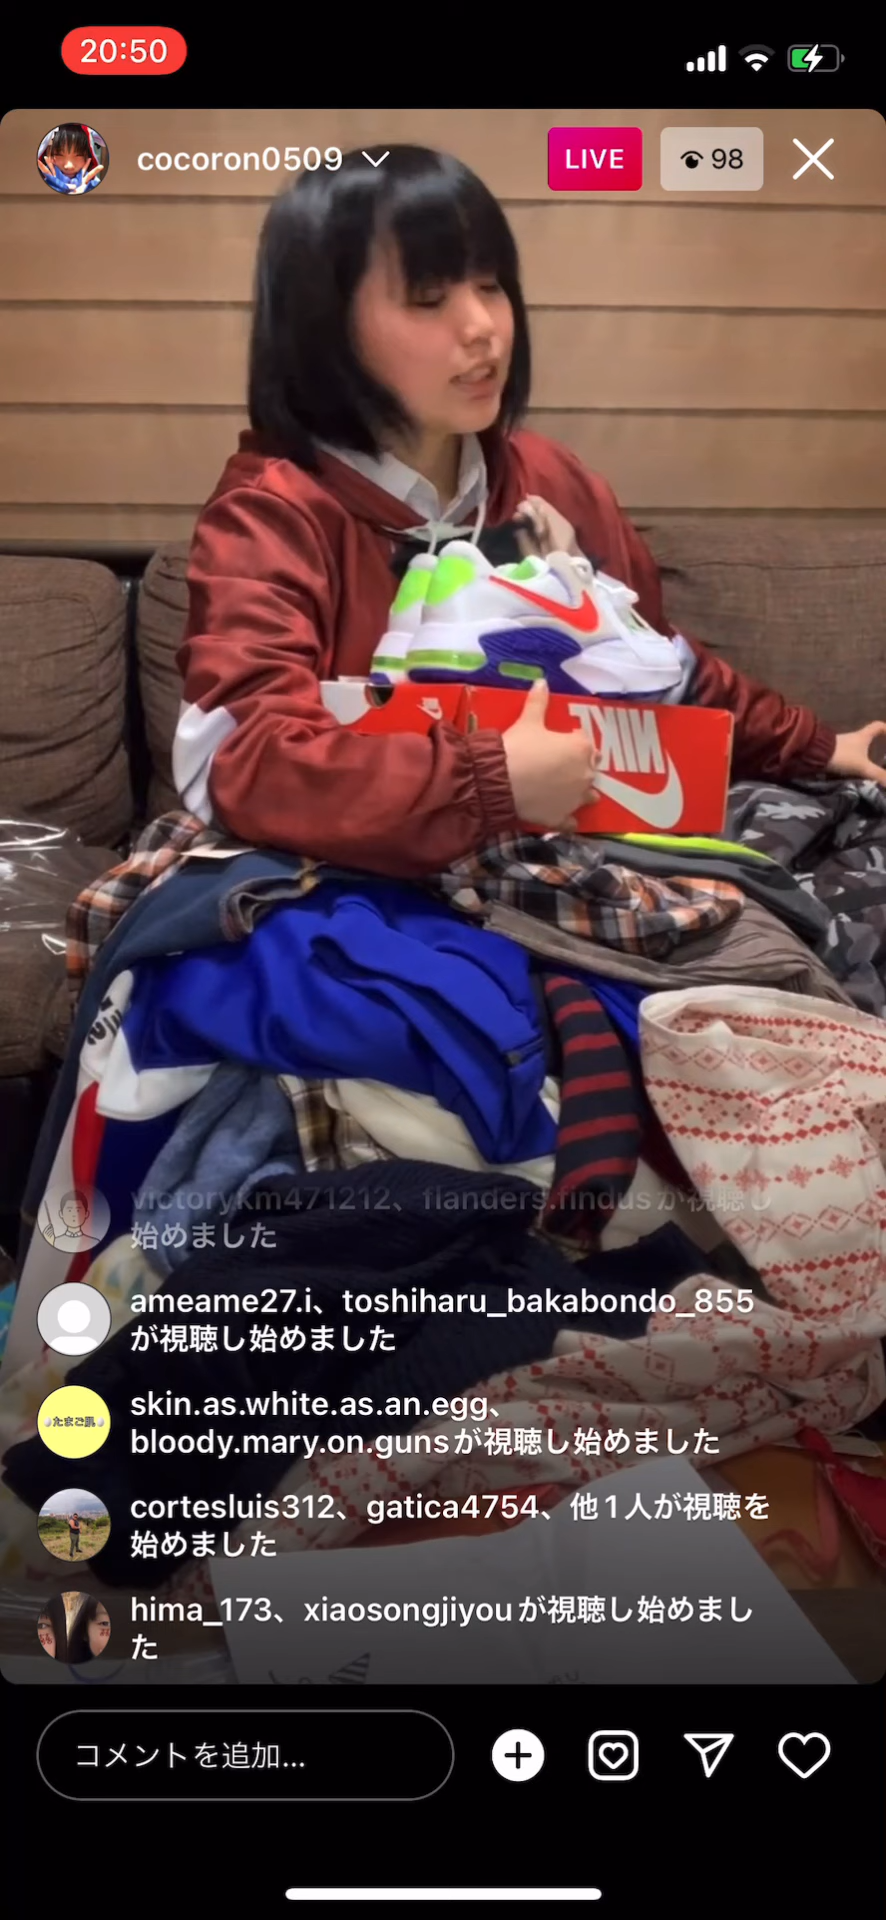 20:50
cocoron0509
LIVE
98
NIKE
victorykm471212、flanders.findusが視聴し
始めました
ameame27.i、toshiharu_bakabondo_855
が視聴し始めました
たまご肌
skin.as.white.as.an.egg、
bloody.mary.on.gunsが視聴し始めました
cortesluis312、gatica4754、他1人が視聴を
始めました
hima_173、xiaosongjiyouが視聴し始めまし
た
コメントを追加...